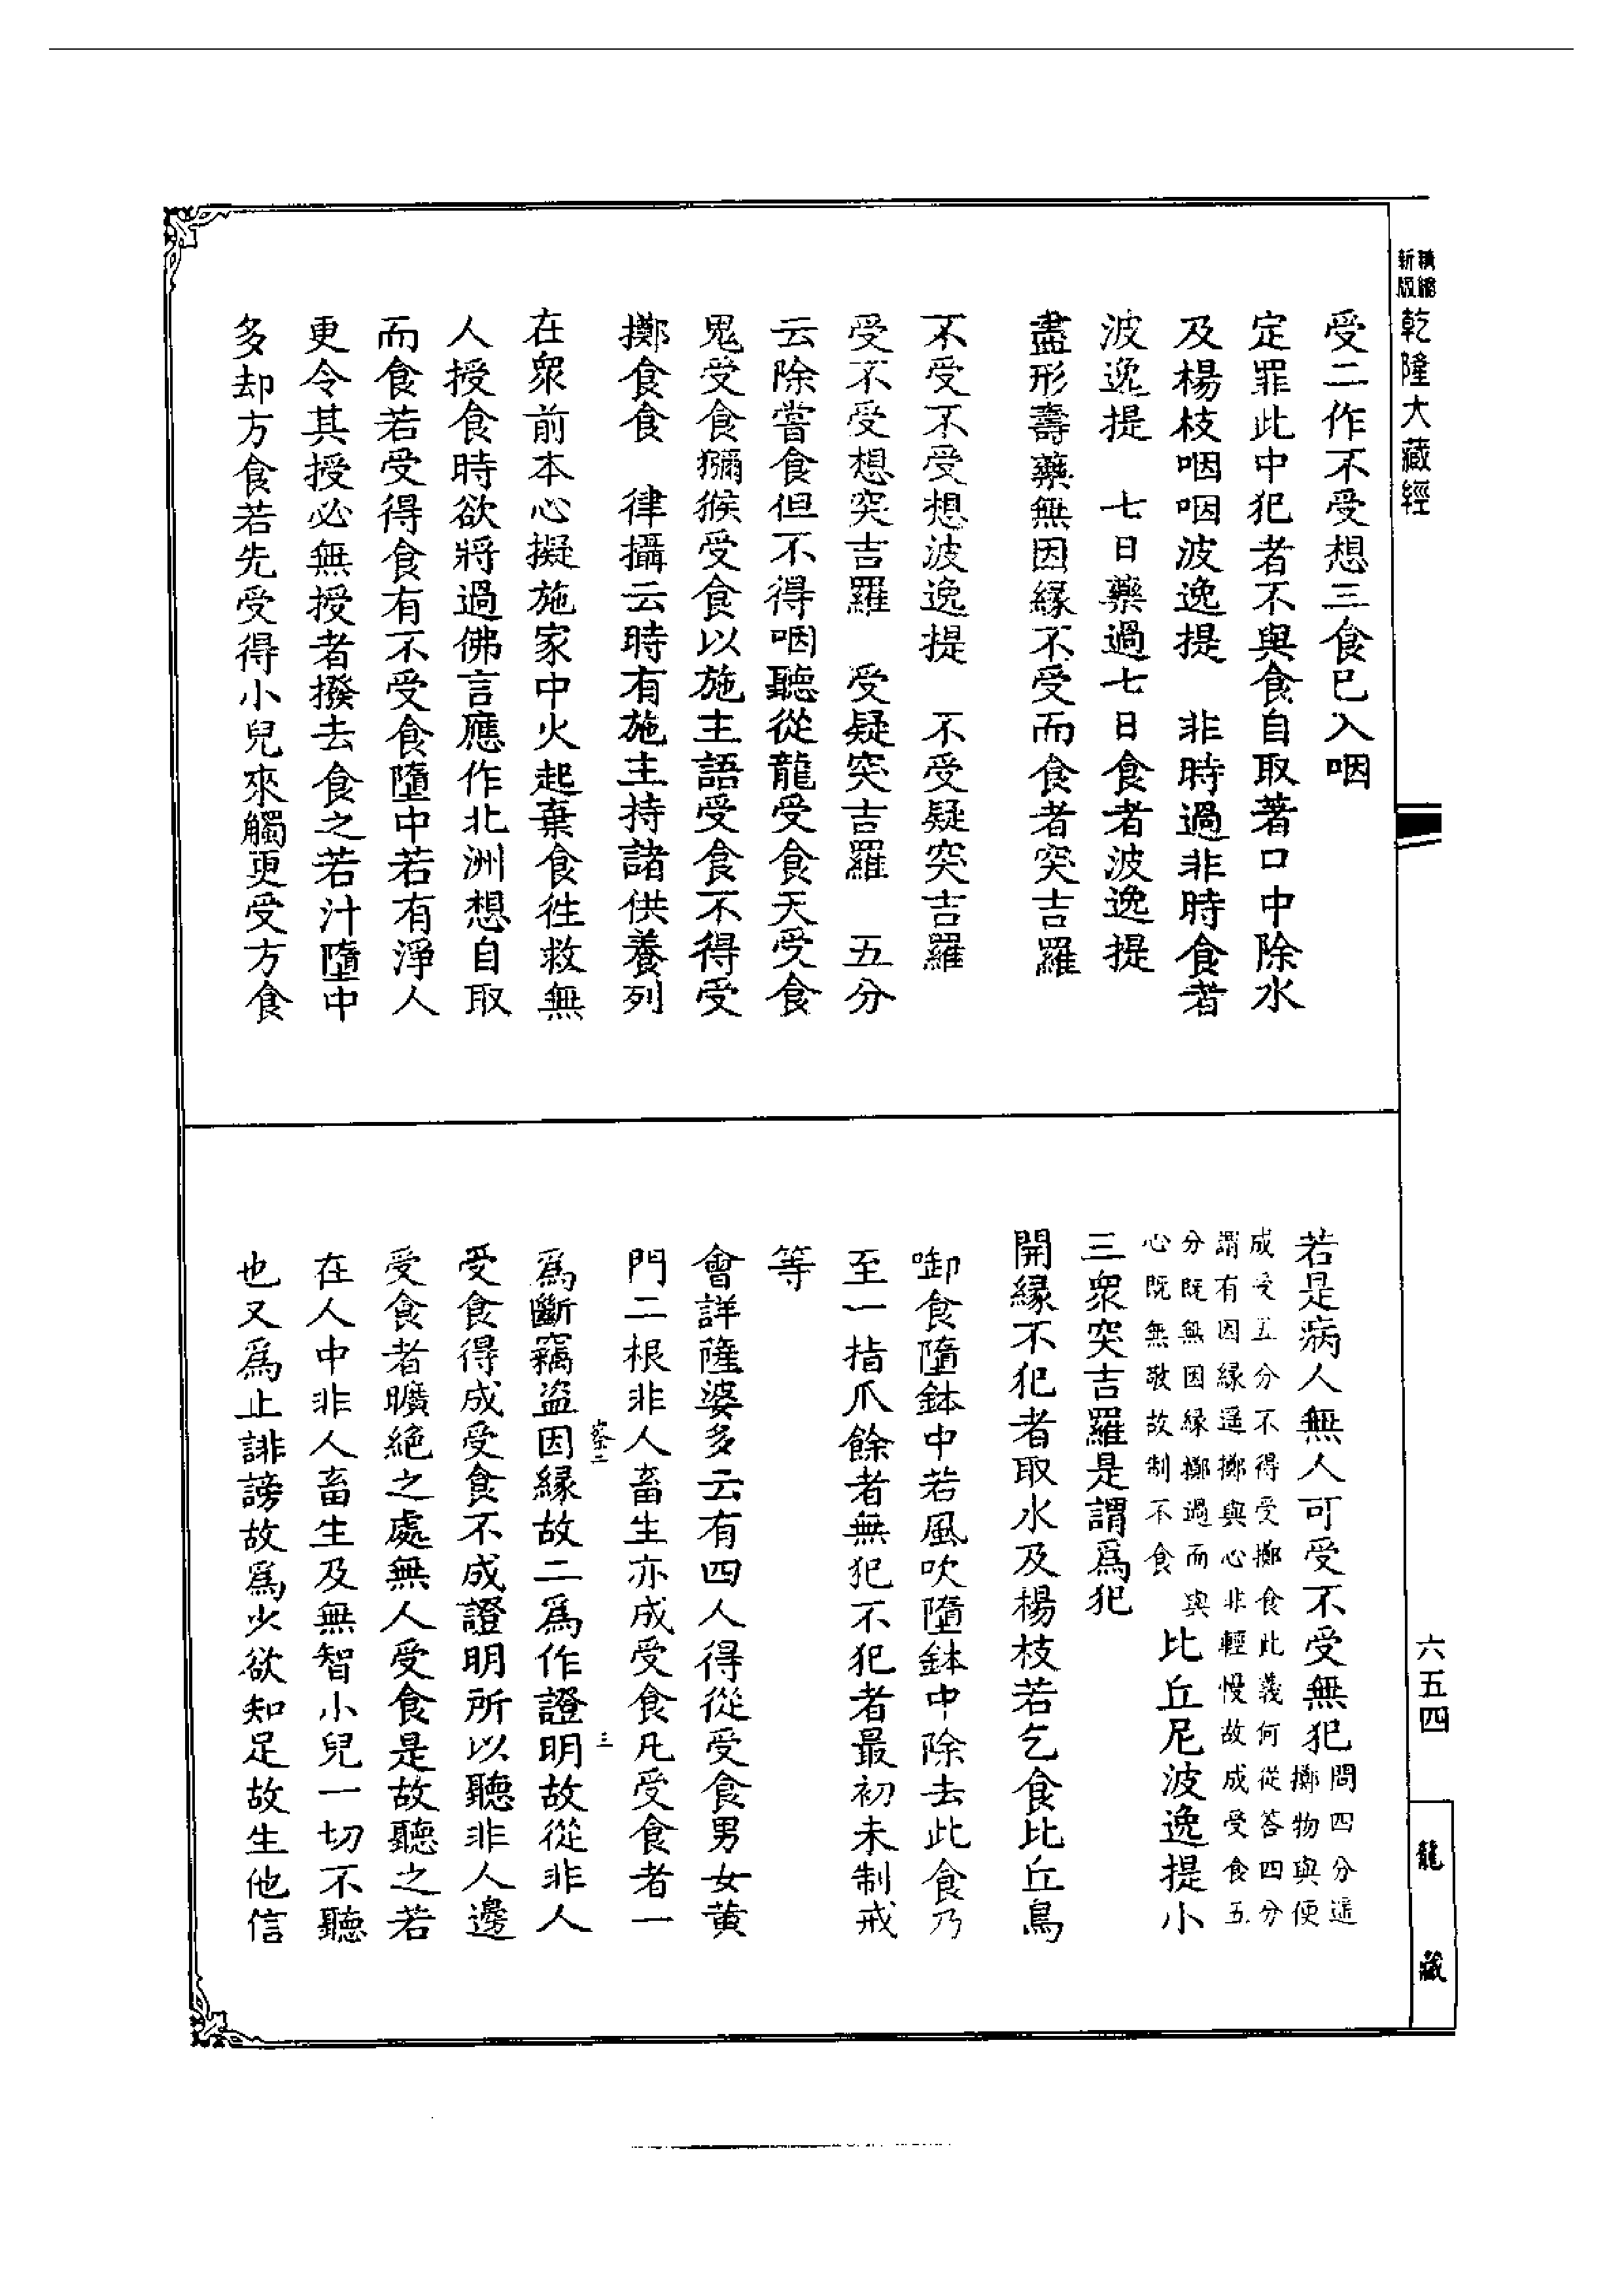 精縮新版
乾隆大藏經
受二作不受想三食已入咽
定罪此中犯者不與食自取著口中除水
及楊枝咽咽波逸提　非時過非時食者
波逸提　七日藥過七日食者波逸提
盡形壽藥無因緣不受而食者突吉羅
不受不受想波逸提　不受疑突吉羅
受不受想突吉羅　受疑突吉羅　五分
云除嘗食但不得咽聽從龍受食天受食
鬼受食獼猴受食以施主語受食不得受
擲食食　律攝云時有施主持諸供養列
在眾前本心擬施家中火起棄食徃救無
人授食時欲將過佛言應作北洲想自取
而食若受得食有不受食墮中若有淨人
更令其授必無授者撥去食之若汁墮中
多却方食若先受得小兒來觸更受方食
若是病人無人可受不受無犯
問四分遥
擲物與便
成受五分不得受擲食此義何從答四分
謂有因緣遥擲與心非輕慢故成受食五
分既無因緣擲過而與
心既無敬故制不食
比丘尼波逸提小
三眾突吉羅是謂爲犯
開緣不犯者取水及楊枝若乞食比丘鳥
啣食墮鉢中若風吹墮鉢中除去此食乃
至一指爪餘者無犯不犯者最初未制戒
等
會詳薩婆多云有四人得從受食男女黃
門二根非人畜生亦成受食凡受食者一
三
爲斷竊盜因緣故二爲作證明故從非人
受食得成受食不成證明所以聽非人邊
受食者曠絕之處無人受食是故聽之若
在人中非人畜生及無智小兒一切不聽
也又爲止誹謗故爲少欲知足故生他信
六五四
龍藏